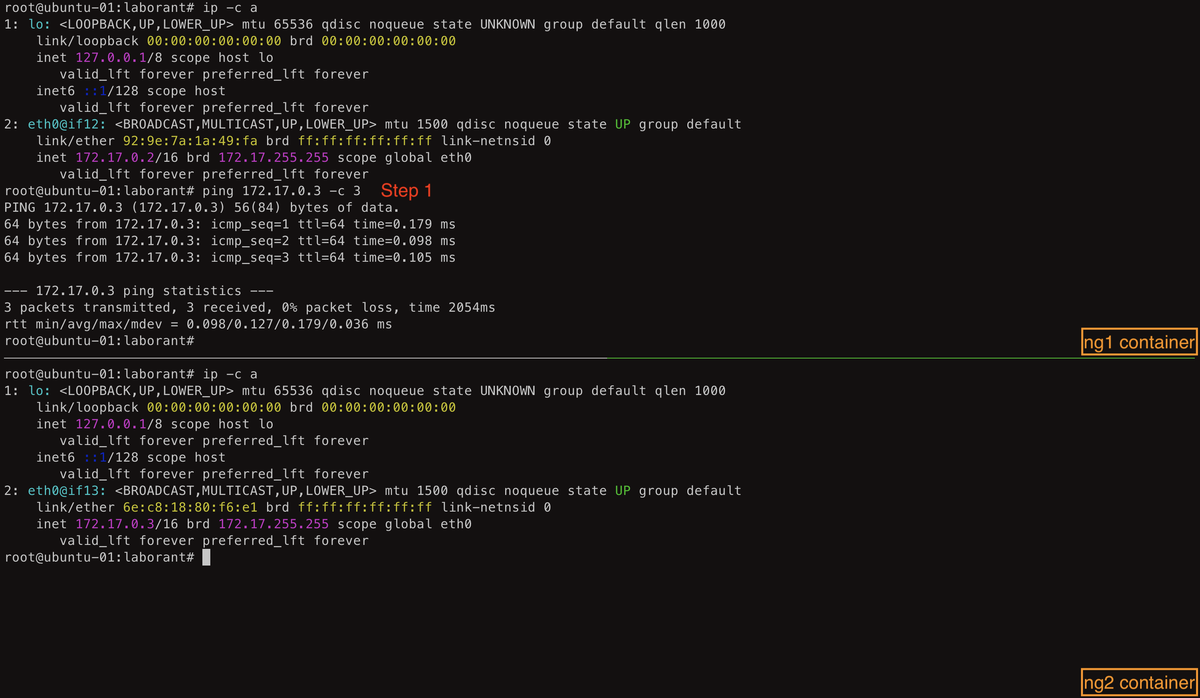 root@ubuntu-01:laborant# ip -c a
1: lo: <LOOPBACK,UP,LOWER_UP> mtu 65536 qdisc noqueue state UNKNOWN group default qlen 1000
    link/loopback 00:00:00:00:00:00 brd 00:00:00:00:00:00
    inet 127.0.0.1/8 scope host lo
       valid_lft forever preferred_lft forever
    inet6 ::1/128 scope host
       valid_lft forever preferred_lft forever
2: eth0@if12: <BROADCAST,MULTICAST,UP,LOWER_UP> mtu 1500 qdisc noqueue state UP group default
    link/ether 92:9e:7a:1a:49:fa brd ff:ff:ff:ff:ff:ff link-netnsid 0
    inet 172.17.0.2/16 brd 172.17.255.255 scope global eth0
       valid_lft forever preferred_lft forever
root@ubuntu-01:laborant# ping 172.17.0.3 -c 3 Step 1
PING 172.17.0.3 (172.17.0.3) 56(84) bytes of data.
64 bytes from 172.17.0.3: icmp_seq=1 ttl=64 time=0.179 ms
64 bytes from 172.17.0.3: icmp_seq=2 ttl=64 time=0.098 ms
64 bytes from 172.17.0.3: icmp_seq=3 ttl=64 time=0.105 ms
--- 172.17.0.3 ping statistics ---
3 packets transmitted, 3 received, 0% packet loss, time 2054ms
rtt min/avg/max/mdev = 0.098/0.127/0.179/0.036 ms
root@ubuntu-01:laborant#
ng1 container
root@ubuntu-01:laborant# ip -c a
1: lo: <LOOPBACK,UP,LOWER_UP> mtu 65536 qdisc noqueue state UNKNOWN group default qlen 1000
    link/loopback 00:00:00:00:00:00 brd 00:00:00:00:00:00
    inet 127.0.0.1/8 scope host lo
       valid_lft forever preferred_lft forever
    inet6 ::1/128 scope host
       valid_lft forever preferred_lft forever
2: eth0@if13: <BROADCAST,MULTICAST,UP,LOWER_UP> mtu 1500 qdisc noqueue state UP group default
    link/ether 6e:c8:18:80:f6:e1 brd ff:ff:ff:ff:ff:ff link-netnsid 0
    inet 172.17.0.3/16 brd 172.17.255.255 scope global eth0
       valid_lft forever preferred_lft forever
root@ubuntu-01:laborant#
ng2 container